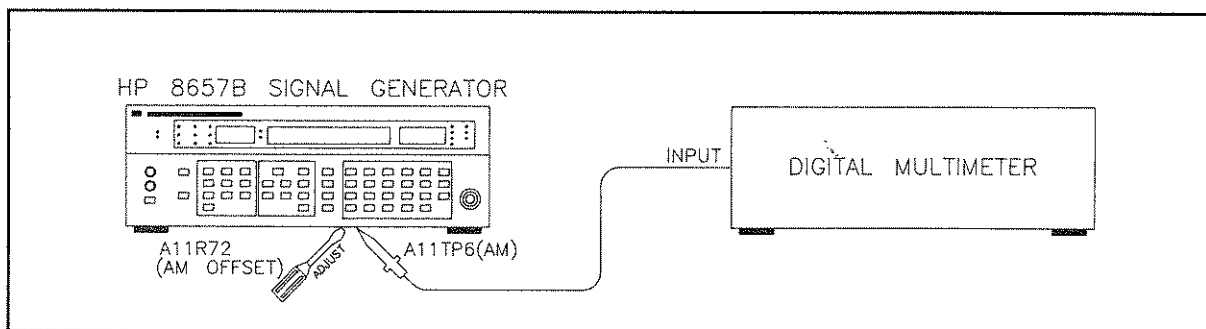 HP 8657B SIGNAL GENERATOR
INPUT
DIGITAL MULTIMETER
A11R72
(AM OFFSET)
ADJUST
A11TP6(AM)